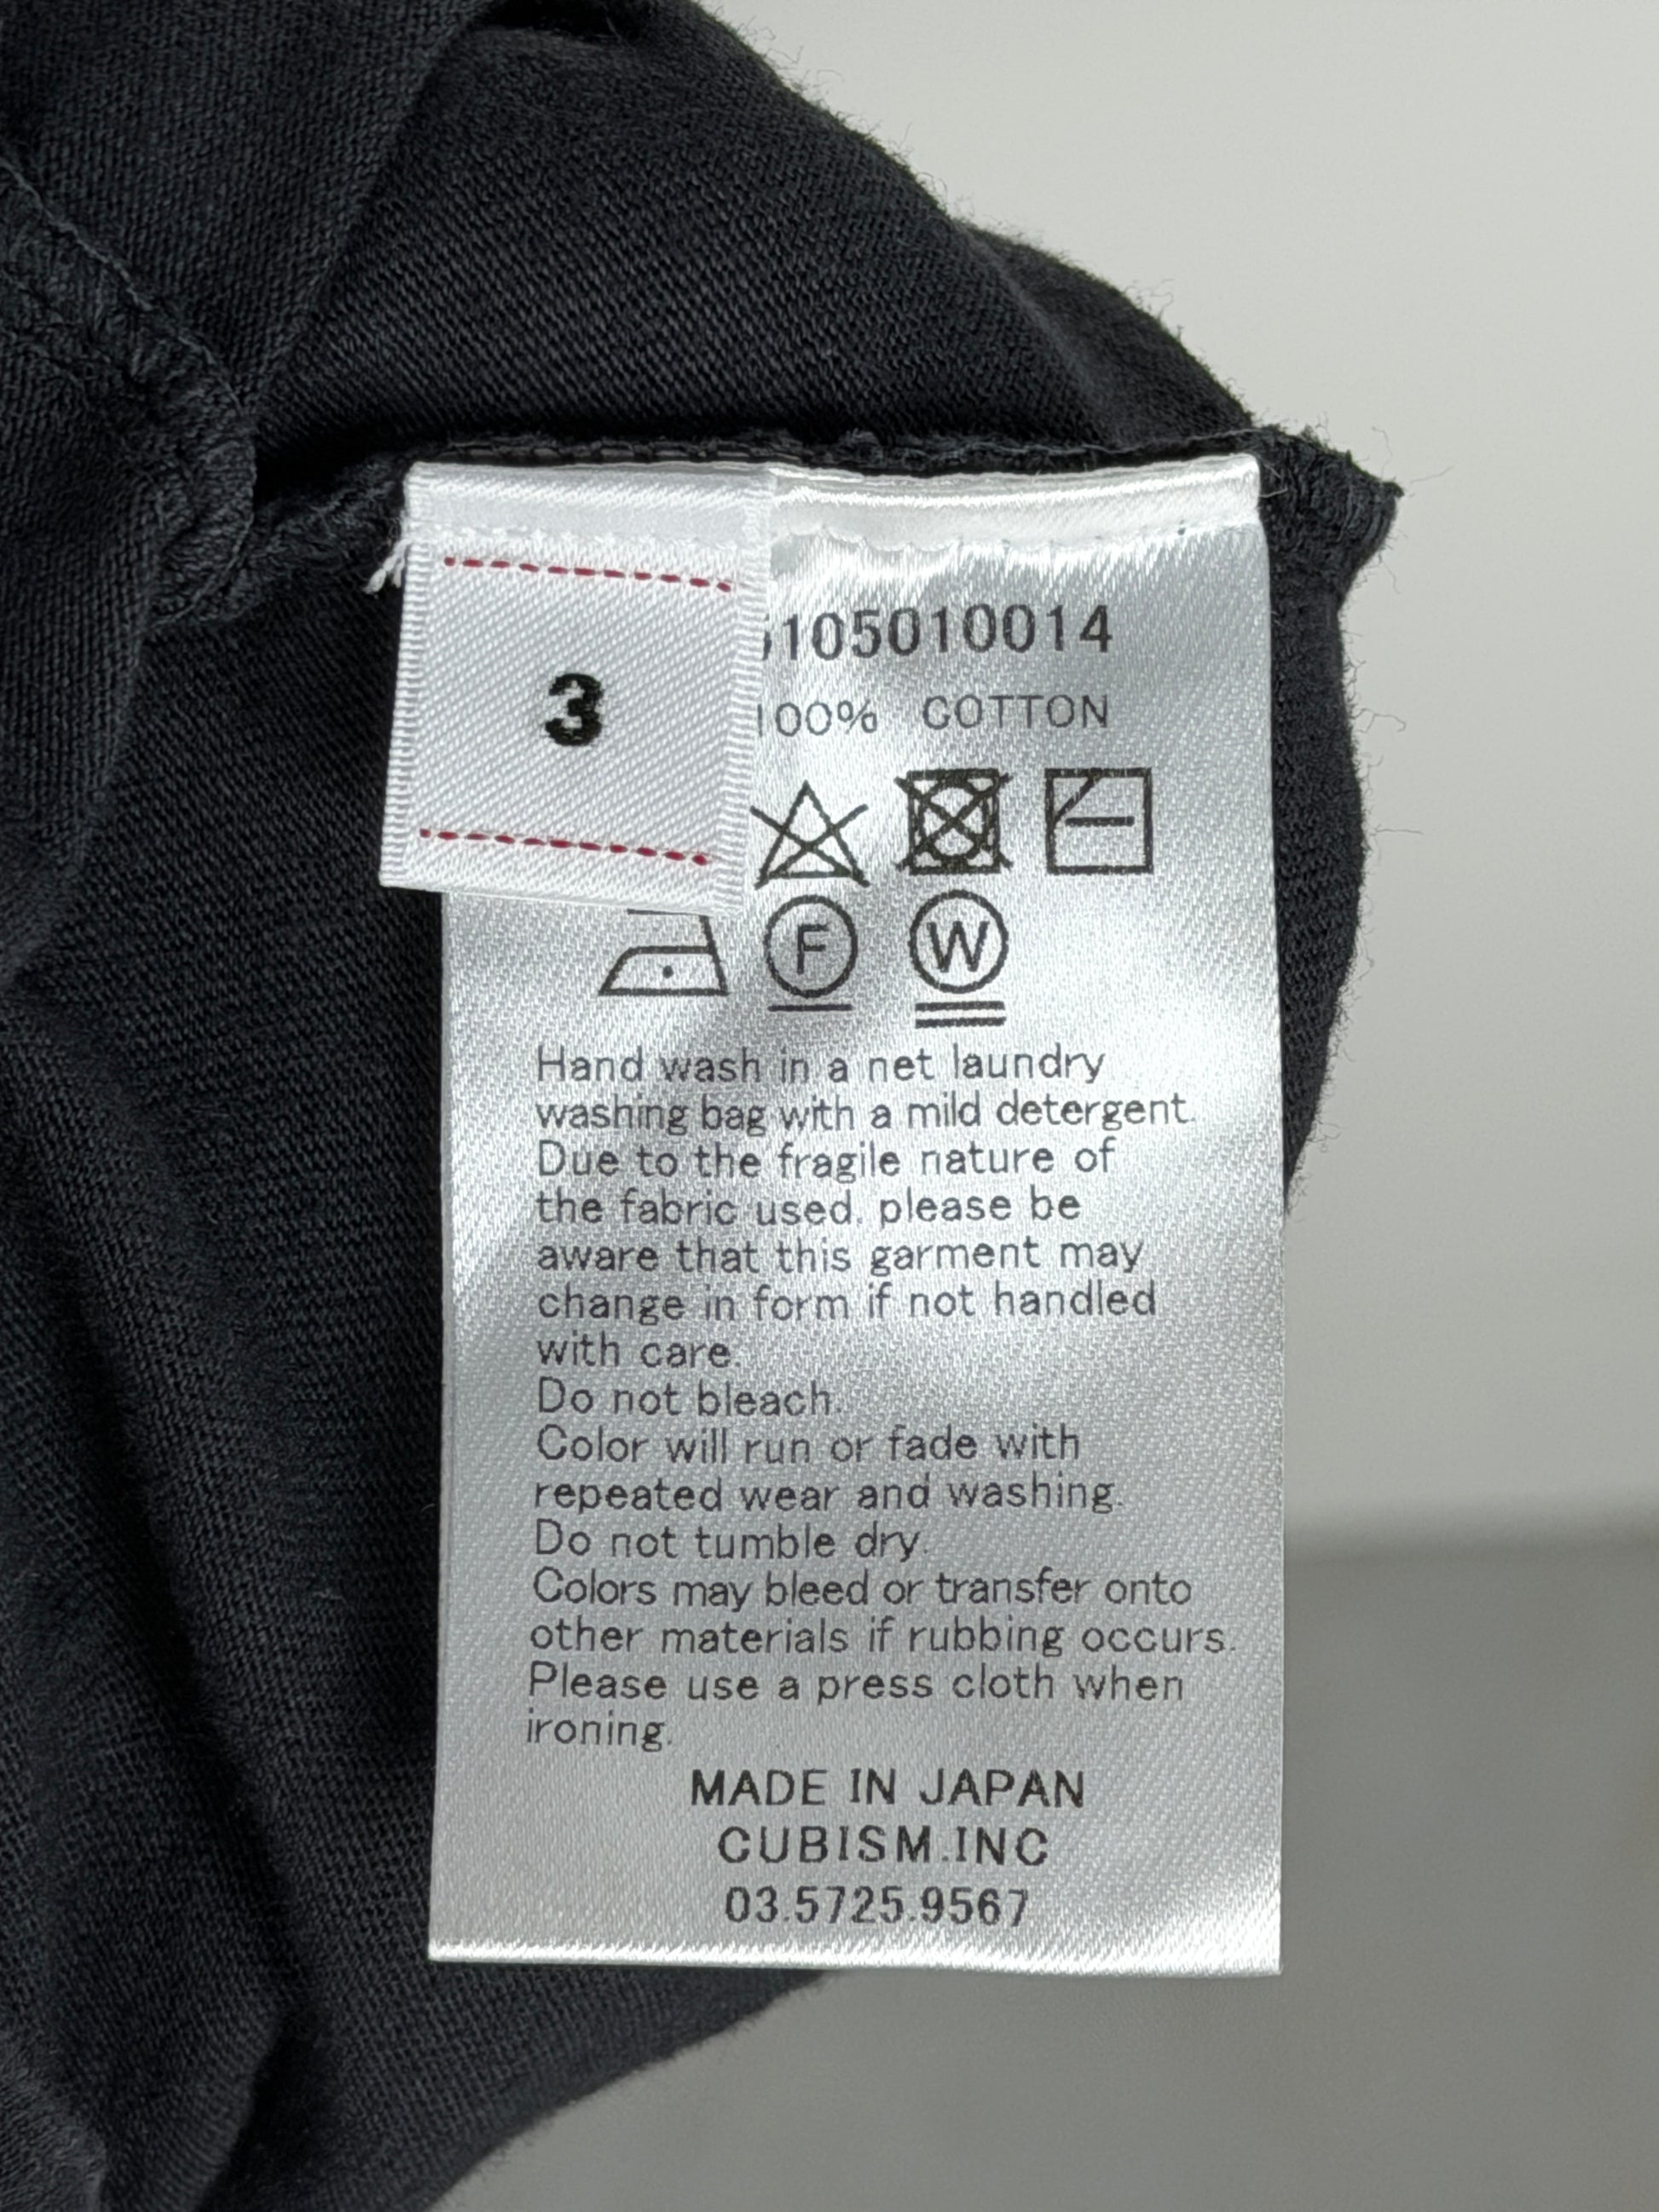 3
105010014
100% COTTON
F
W
Hand wash in a net laundry
washing bag with a mild detergent.
Due to the fragile nature of
the fabric used. please be
aware that this garment may
change in form if not handled
with care.
Do not bleach.
Color will run or fade with
repeated wear and washing.
Do not tumble dry.
Colors may bleed or transfer onto
other materials if rubbing occurs.
Please use a press cloth when
ironing.
MADE IN JAPAN
CUBISM.INC
03.5725.9567